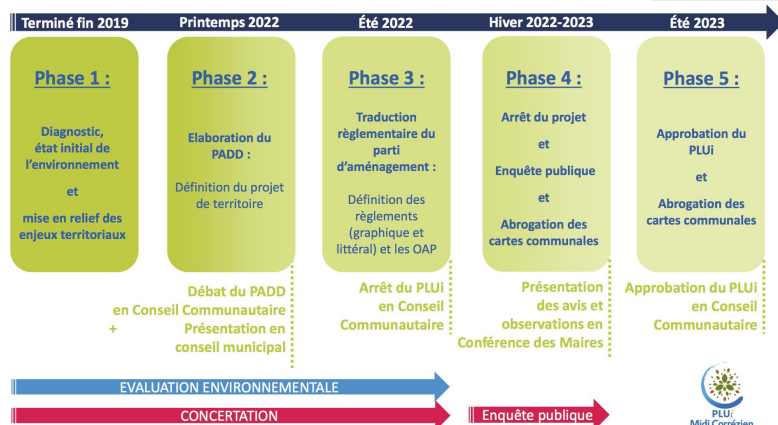 Terminé fin 2019
Printemps 2022
Été 2022
Hiver 2022-2023
Été 2023
Phase 1 :
Diagnostic,
état initial de
l'environnement
et
mise en relief des
enjeux territoriaux
Phase 2 :
Elaboration du
PADD :
Définition du projet
de territoire
Phase 3 :
Traduction
règlementaire du
parti
d'aménagement :
Définition des
règlements
(graphique et
littéral) et les OAP
Phase 4 :
Arrêt du projet
et
Enquête publique
et
Abrogation des
cartes communales
Phase 5 :
Approbation du
PLUi
et
Abrogation des
cartes communales
Débat du PADD
en Conseil Communautaire
+ Présentation en
conseil municipal
Arrêt du PLUi
en Conseil
Communautaire
Présentation
des avis et
observations en
Conférence des Maires
Approbation du PLUi
en Conseil
Communautaire
EVALUATION ENVIRONNEMENTALE
CONCERTATION
Enquête publique
PLUi
Midi Corrézien